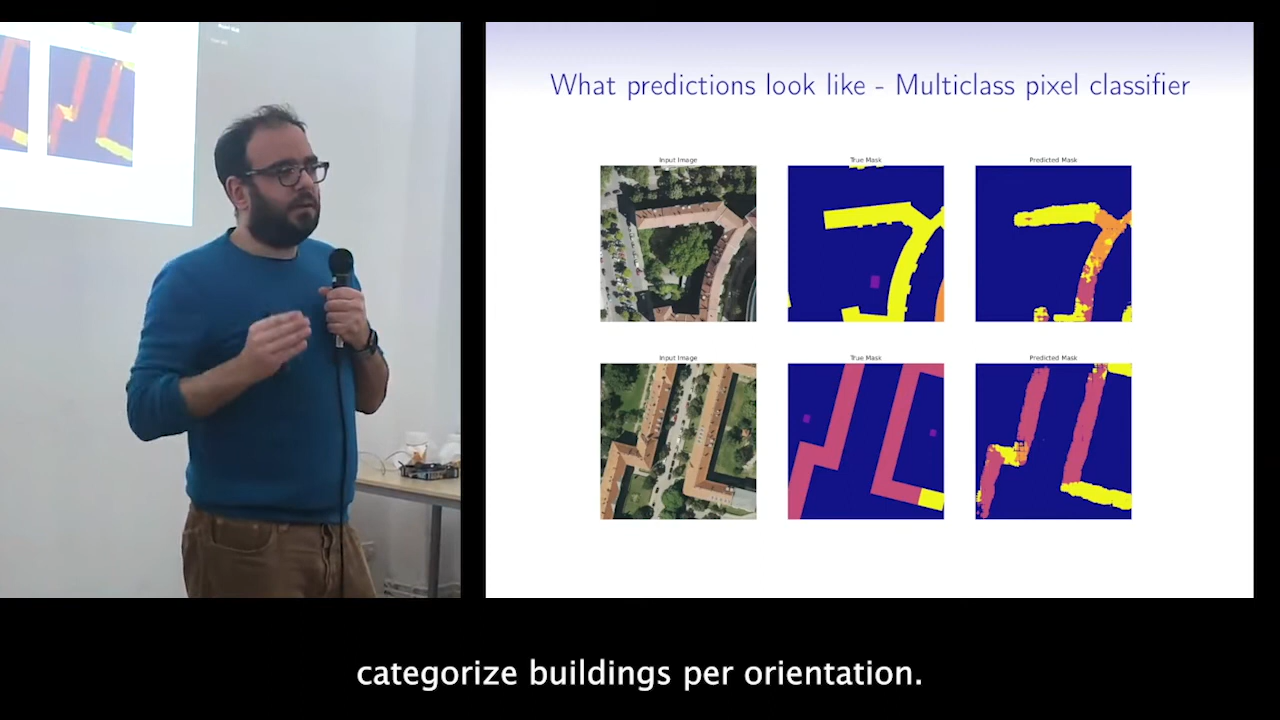 What predictions look like - Multiclass pixel classifier
Input Image
True Mask
Predicted Mask
Input Image
True Mask
Predicted Mask
categorize buildings per orientation.